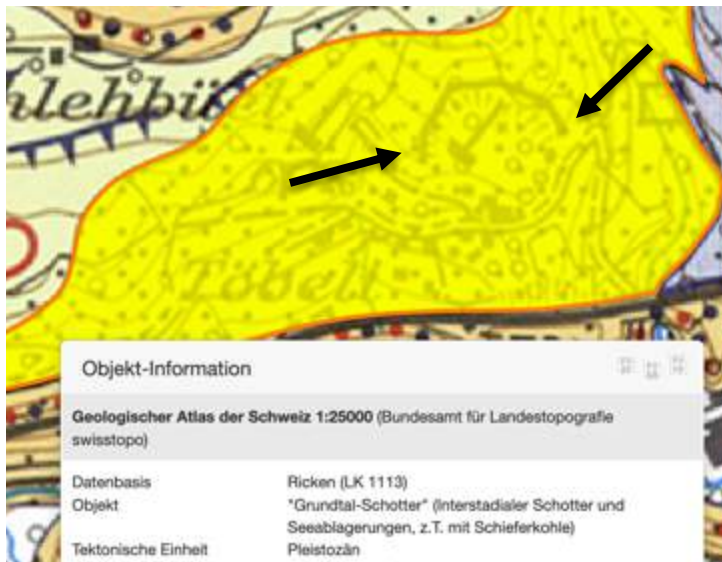 lehbüel
Töbeli
Objekt-Information
Geologischer Atlas der Schweiz 1:25000 (Bundesamt für Landestopografie
swisstopo)
Datenbasis Ricken (LK 1113)
Objekt "Grundtal-Schotter" (Interstadialer Schotter und
Seeablagerungen, z.T. mit Schieferkohle)
Tektonische Einheit Pleistozän